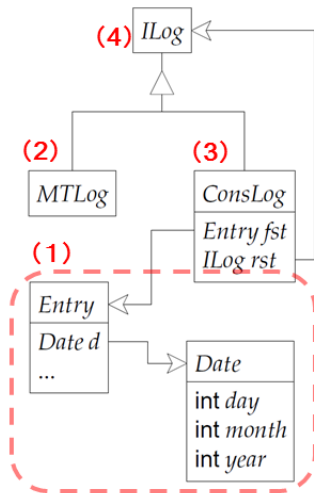 (4) ILog
(2)
(3)
MTLog
ConsLog
Entry fst
ILog rst
(1)
Entry
Date d
...
Date
int day
int month
int year